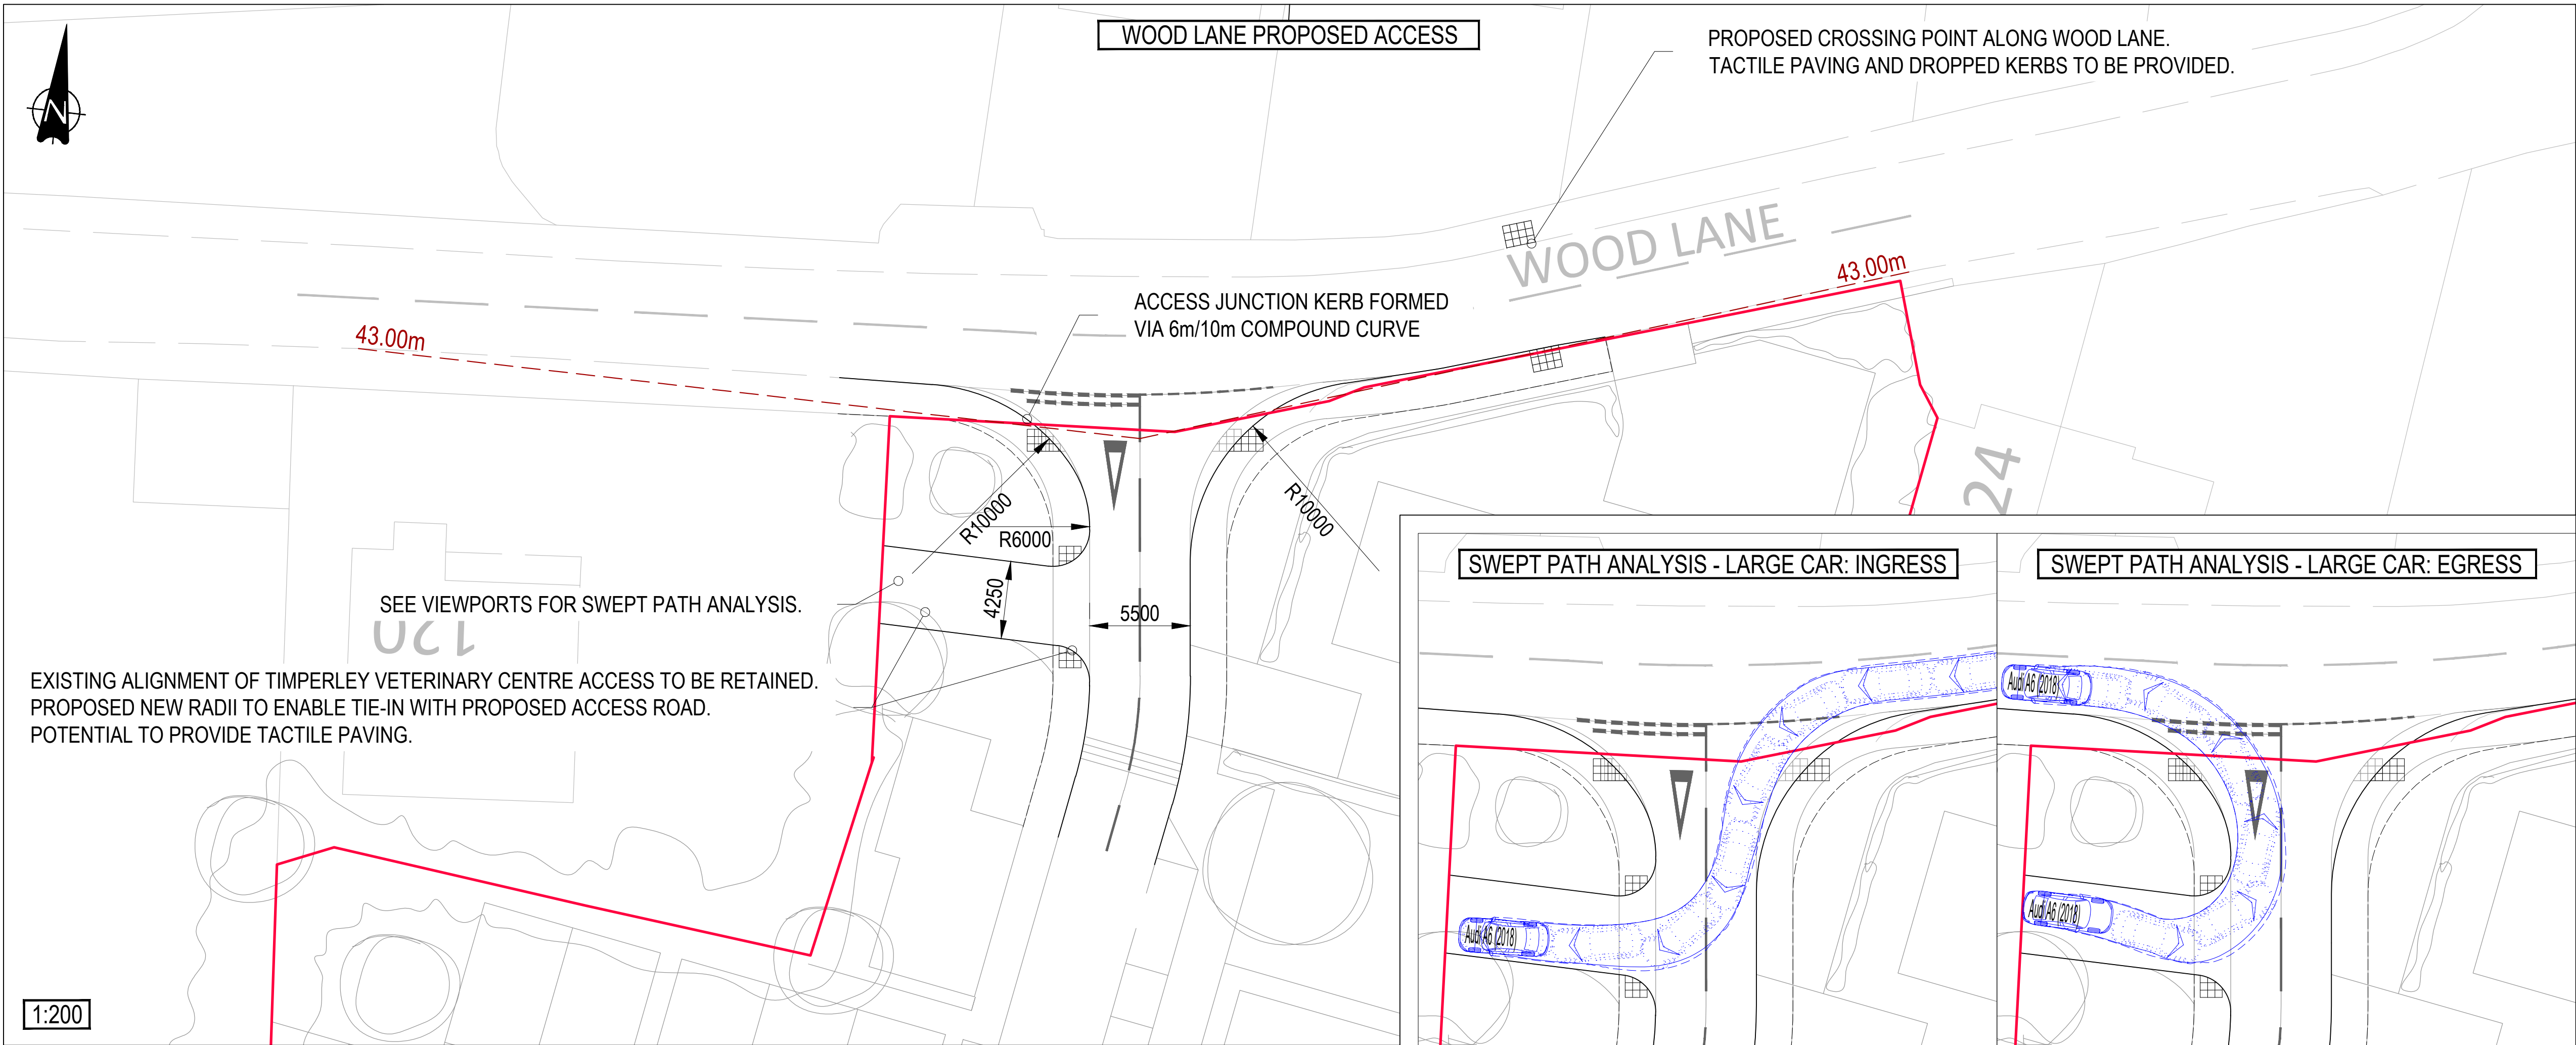 WOOD LANE PROPOSED ACCESS
PROPOSED CROSSING POINT ALONG WOOD LANE.
TACTILE PAVING AND DROPPED KERBS TO BE PROVIDED.
N
WOOD LANE
43.00m
43.00m
ACCESS JUNCTION KERB FORMED
VIA 6m/10m COMPOUND CURVE
R10000
R6000
R10000
4250
5500
24
SEE VIEWPORTS FOR SWEPT PATH ANALYSIS.
120
EXISTING ALIGNMENT OF TIMPERLEY VETERINARY CENTRE ACCESS TO BE RETAINED.
PROPOSED NEW RADII TO ENABLE TIE-IN WITH PROPOSED ACCESS ROAD.
POTENTIAL TO PROVIDE TACTILE PAVING.
1:200
SWEPT PATH ANALYSIS - LARGE CAR: INGRESS
Audi A6 (2018)
SWEPT PATH ANALYSIS - LARGE CAR: EGRESS
Audi A6 (2018)
Audi A6 (2018)